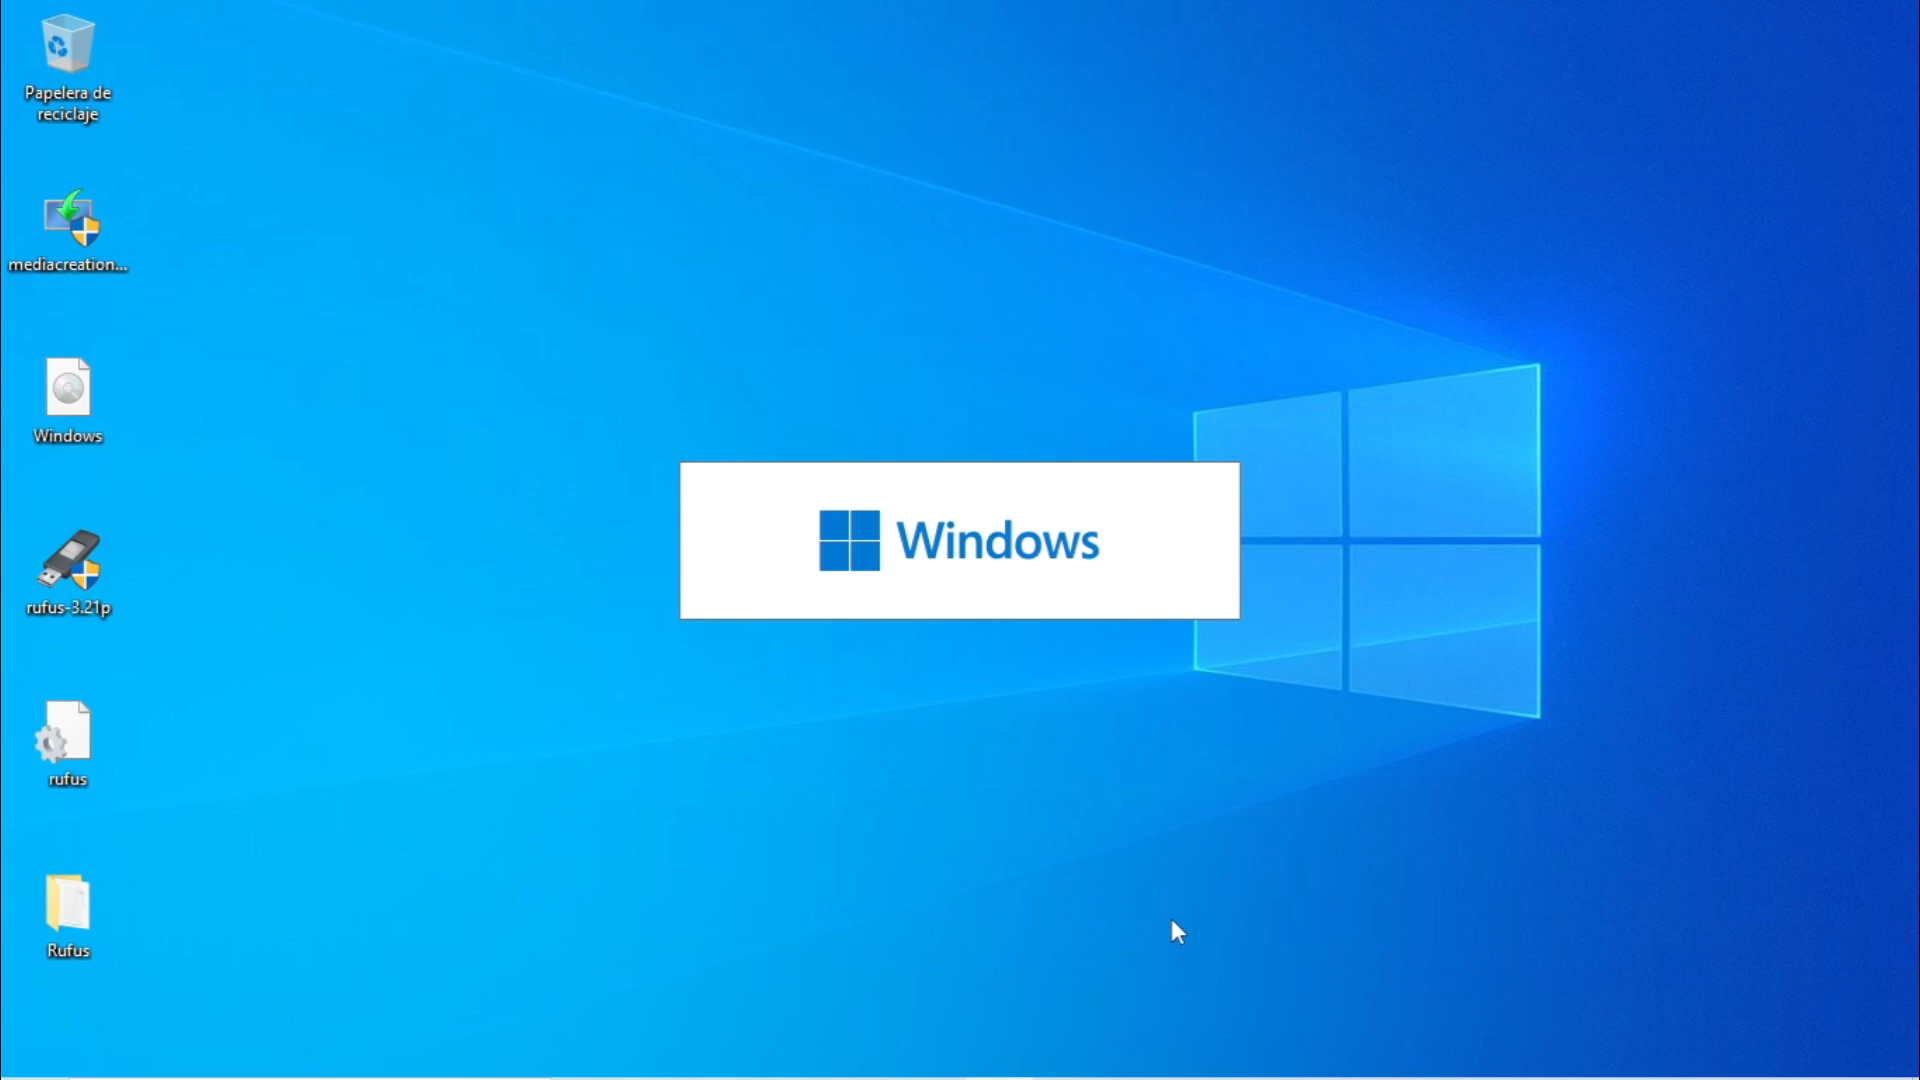 Papelera de
reciclaje
mediacreation...
Windows
rufus-3.21p
rufus
Rufus
Windows